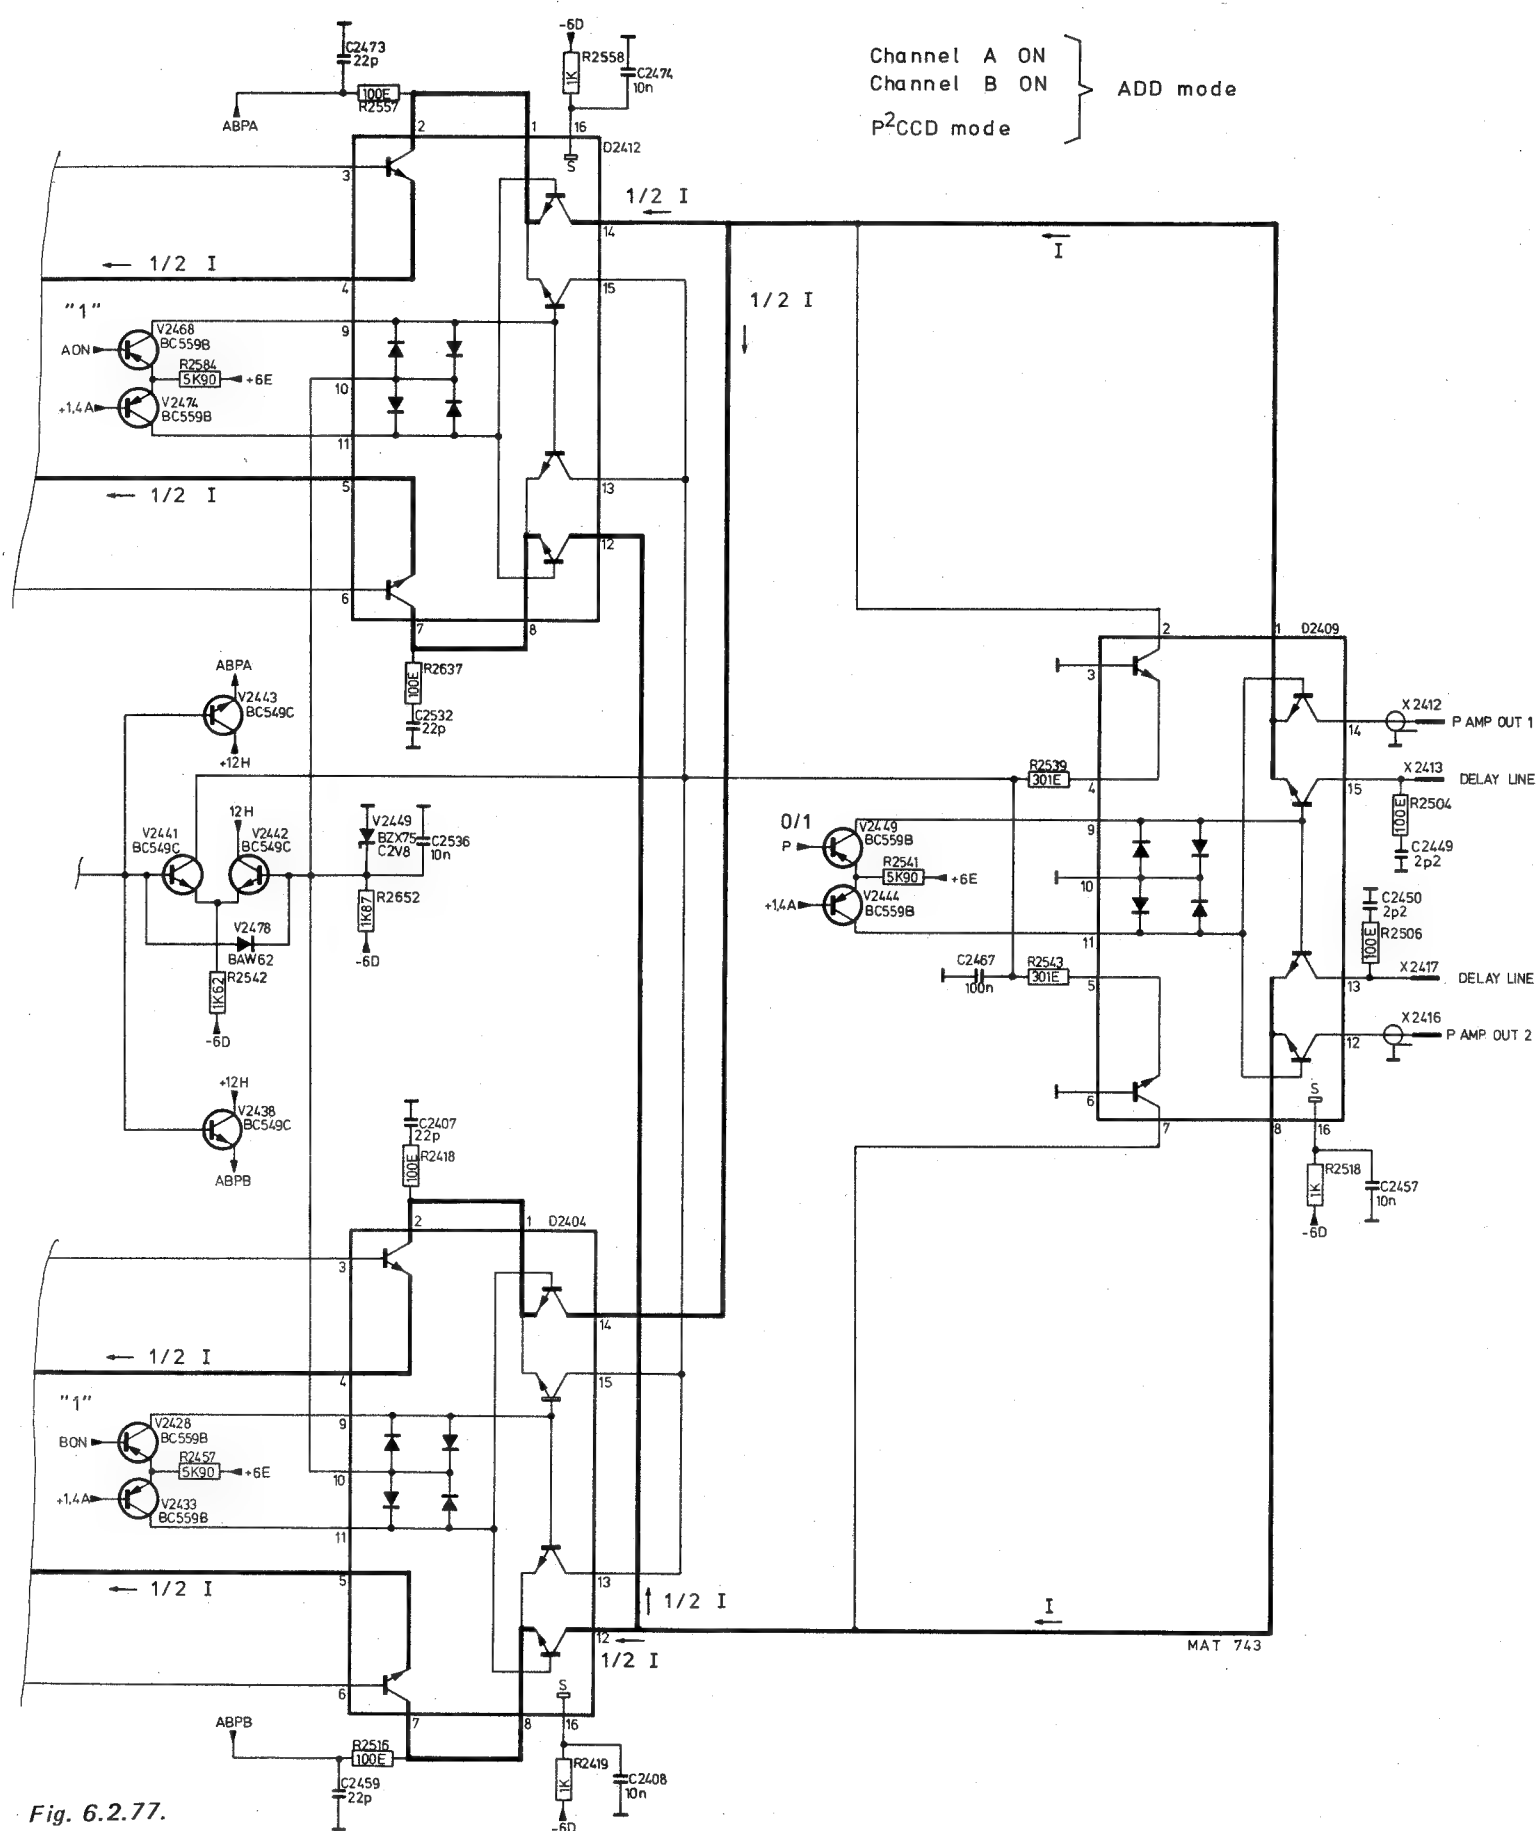 -6D
C2473
22p
R2558
1K
C2474
10n
Channel A ON
Channel B ON
ADD mode
P²CCD mode
100E
R2557
ABPA
2
1
16
D2412
S
3
1/2 I
14
I
1/2 I
4
15
1/2 I
"1"
V2468
BC559B
9
AON
R2584
5K90
+6E
10
+1,4A
V2474
BC559B
11
5
1/2 I
13
12
6
7
8
2
1
D2409
R2637
100E
ABPA
V2443
BC549C
C2532
22p
3
+12H
X2412
P AMP OUT 1
14
R2539
301E
4
X2413
DELAY LINE
15
R2504
100E
12H
V2441
BC549C
V2442
BC549C
V2449
BZX75
C2V8
C2536
10n
0/1
V2449
BC559B
P
9
R2541
5K90
+6E
10
C2449
2p2
R2652
1K87
+1,4A
V2444
BC559B
C2450
2p2
V2478
BAW62
11
R2506
100E
-6D
R2542
1K62
C2467
100n
R2543
301E
5
X2417
DELAY LINE
13
-6D
X2416
P AMP OUT 2
12
+12H
V2438
BC549C
6
S
C2407
22p
7
8
16
R2418
100E
ABPB
R2518
1K
C2457
10n
-6D
2
1
D2404
3
14
1/2 I
4
15
"1"
V2428
BC559B
9
BON
R2457
5K90
+6E
10
+1,4A
V2433
BC559B
11
5
13
1/2 I
1/2 I
I
12
1/2 I
MAT 743
6
S
7
8
16
ABPB
R2516
100E
R2419
1K
C2408
10n
C2459
22p
-6D
Fig. 6.2.77.